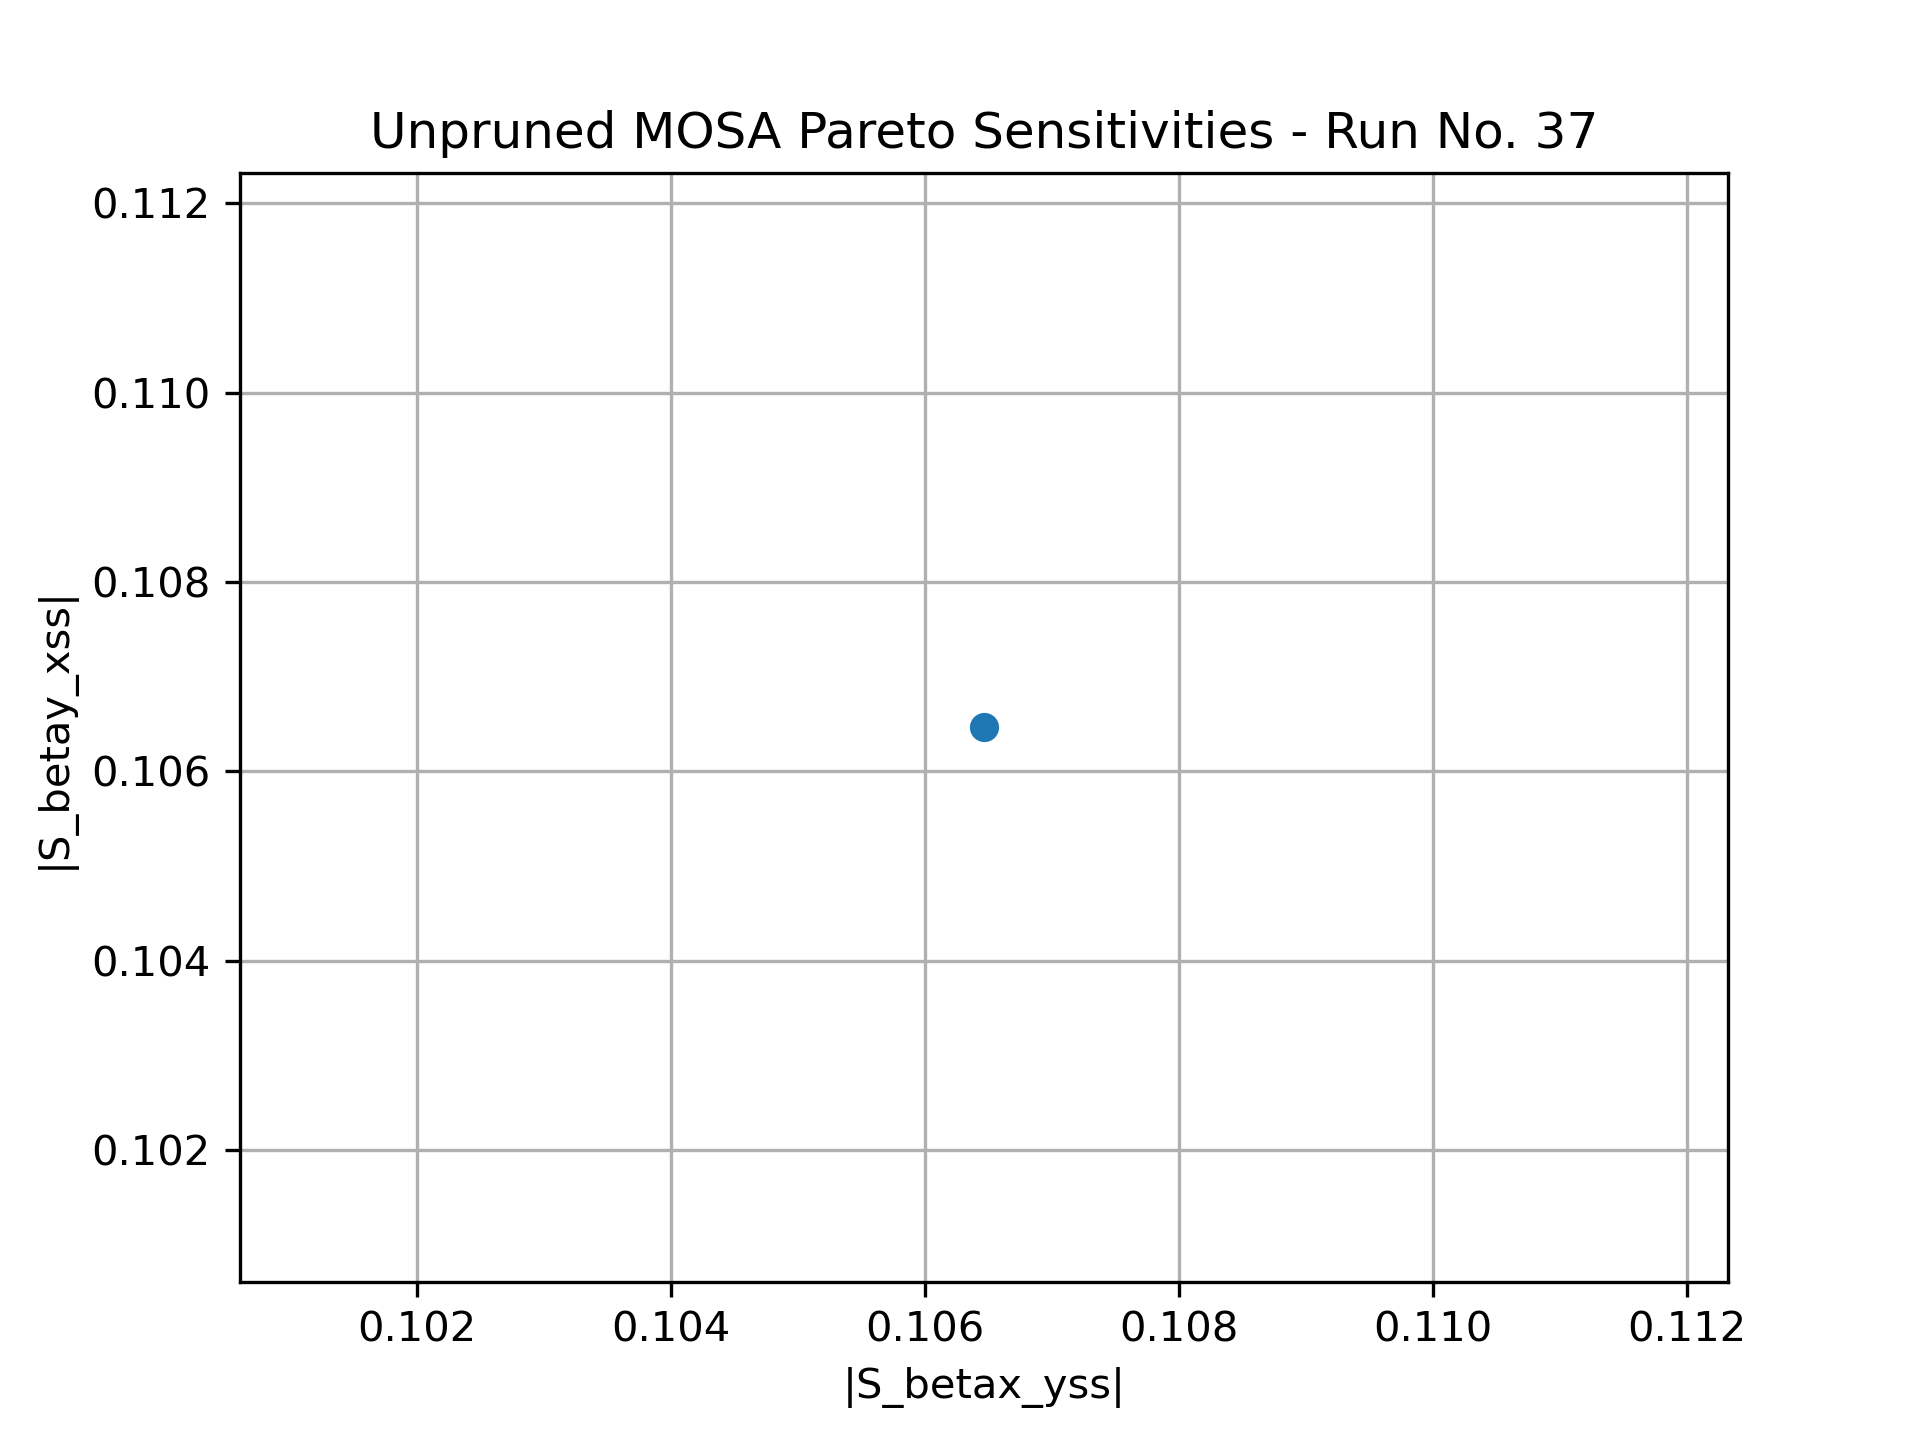 Unpruned MOSA Pareto Sensitivities - Run No. 37
|S_betay_xss|
0.112
0.110
0.108
0.106
0.104
0.102
0.102 0.104 0.106 0.108 0.110 0.112
|S_betax_yss|